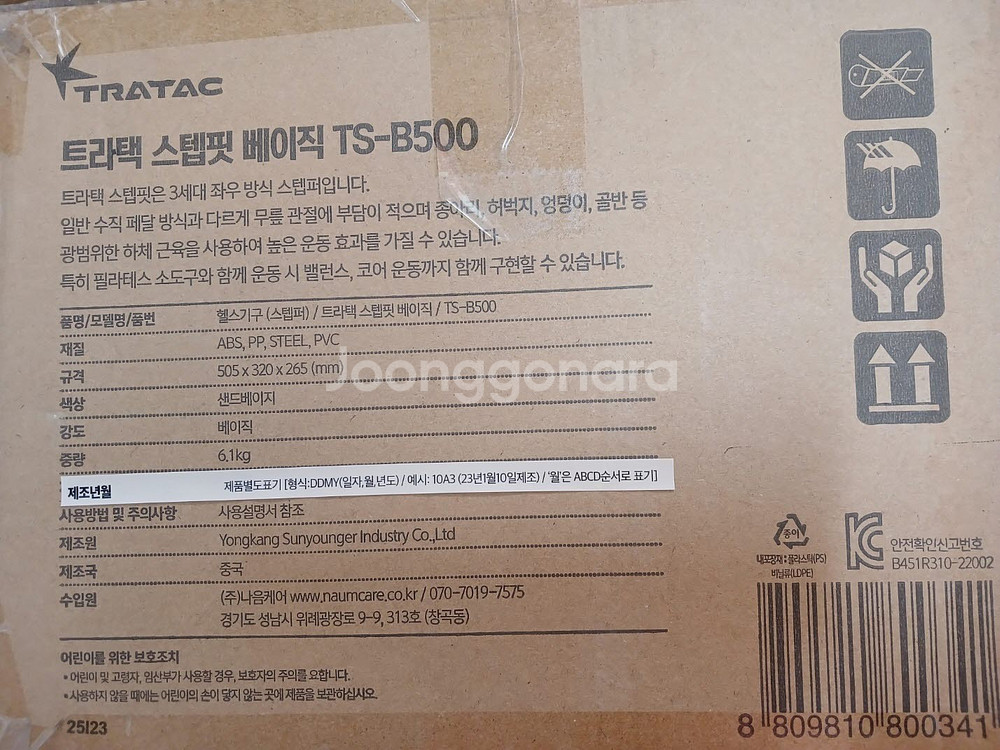 TRATAC
트라택 스텝핏 베이직 TS-B500
트라택 스텝핏은 3세대 좌우 방식 스텝퍼입니다.
일반 수직 페달 방식과 다르게 무릎 관절에 부담이 적으며 종아리, 허벅지, 엉덩이, 골반 등
광범위한 하체 근육을 사용하여 높은 운동 효과를 가질 수 있습니다.
특히 필라테스 소도구와 함께 운동 시 밸런스, 코어 운동까지 함께 구현할 수 있습니다.
품명/모델명/품번 헬스기구 (스텝퍼) / 트라택 스텝핏 베이직 / TS-B500
재질 ABS, PP, STEEL, PVC
규격 505 x 320 x 265 (mm)
Joonggonara
색상 샌드베이지
강도 베이직
중량 6.1kg
제조년월 제품별도표기 [형식:DDMY(일자,월,년도) / 예시: 10A3 (23년1월10일제조) / '월'은 ABCD순서로 표기]
사용방법 및 주의사항 사용설명서 참조
제조원 Yongkang Sunyounger Industry Co.,Ltd
제조국 중국
수입원 (주)나음케어 www.naumcare.co.kr / 070-7019-7575
경기도 성남시 위례광장로 9-9, 313호 (창곡동)
어린이를 위한 보호조치
• 어린이 및 고령자, 임산부가 사용할 경우, 보호자의 주의를 요합니다.
• 사용하지 않을 때에는 어린이의 손이 닿지 않는 곳에 제품을 보관하십시오.
25I23
종이
내포장재 : 플라스틱(PS)
비닐류(LDPE)
안전확인신고번호
B451R310-22002
8 809810 800341